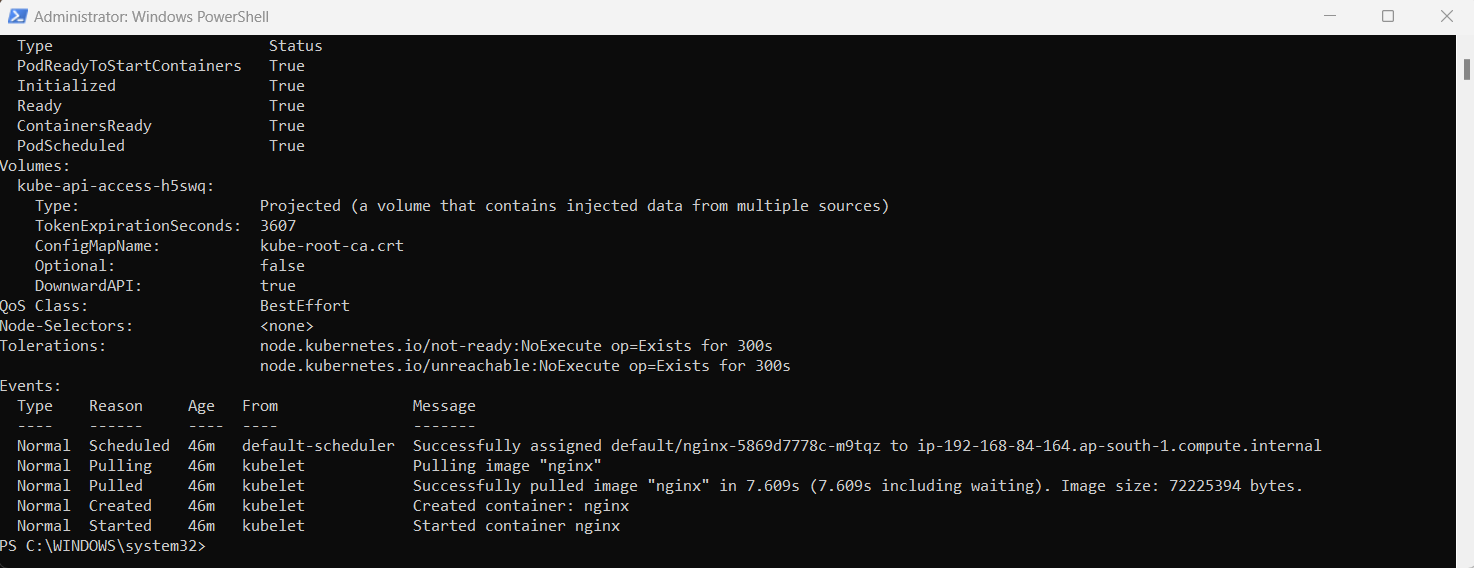 Administrator: Windows PowerShell
Type Status
PodReadyToStartContainers True
Initialized True
Ready True
ContainersReady True
PodScheduled True
Volumes:
kube-api-access-h5swq:
Type: Projected (a volume that contains injected data from multiple sources)
TokenExpirationSeconds: 3607
ConfigMapName: kube-root-ca.crt
Optional: false
DownwardAPI: true
QoS Class: BestEffort
Node-Selectors: <none>
Tolerations: node.kubernetes.io/not-ready:NoExecute op=Exists for 300s
node.kubernetes.io/unreachable:NoExecute op=Exists for 300s
Events:
Type Reason Age From Message
---- ------ ---- ---- -------
Normal Scheduled 46m default-scheduler Successfully assigned default/nginx-5869d7778c-m9tqz to ip-192-168-84-164.ap-south-1.compute.internal
Normal Pulling 46m kubelet Pulling image "nginx"
Normal Pulled 46m kubelet Successfully pulled image "nginx" in 7.609s (7.609s including waiting). Image size: 72225394 bytes.
Normal Created 46m kubelet Created container: nginx
Normal Started 46m kubelet Started container nginx
PS C:\WINDOWS\system32>